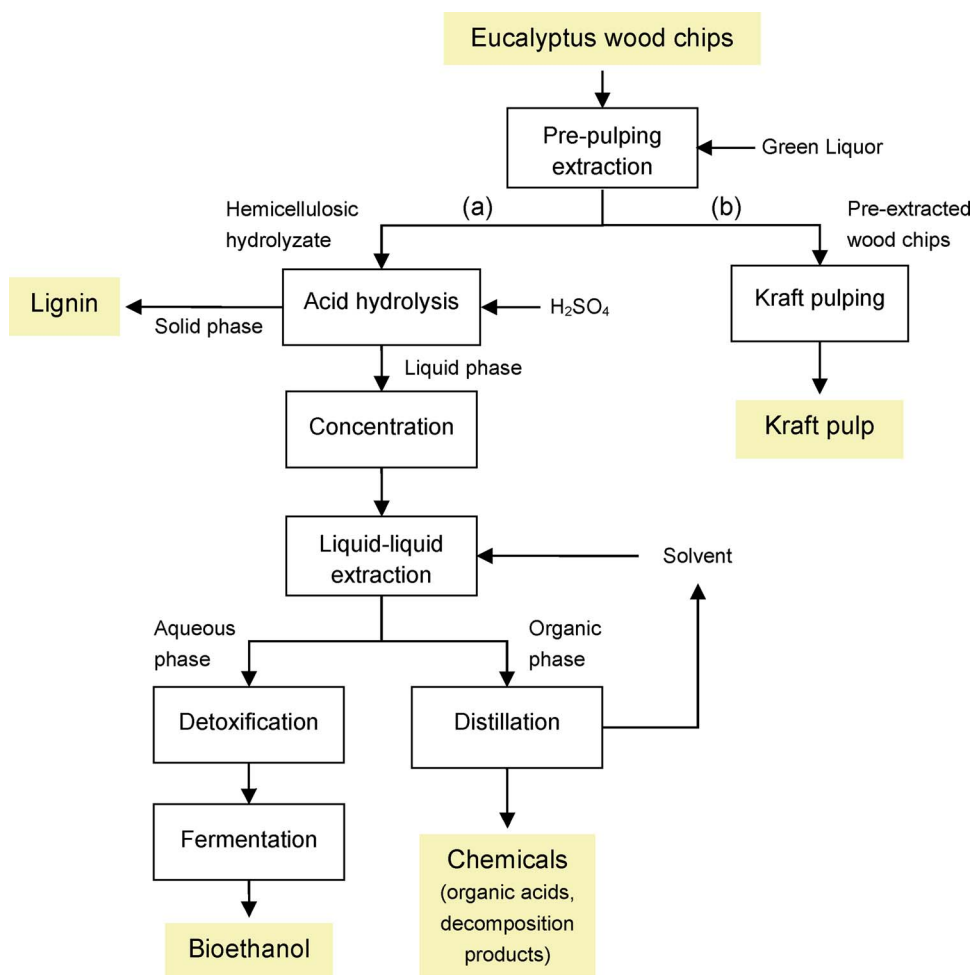 Eucalyptus wood chips
Pre-pulping
extraction
Green Liquor
(a)
(b)
Hemicellulosic
hydrolyzate
Pre-extracted
wood chips
Lignin
Solid phase
Acid hydrolysis
H₂SO₄
Kraft pulping
Liquid phase
Concentration
Kraft pulp
Liquid-liquid
extraction
Solvent
Aqueous
phase
Organic
phase
Detoxification
Distillation
Fermentation
Chemicals
(organic acids,
decomposition
products)
Bioethanol